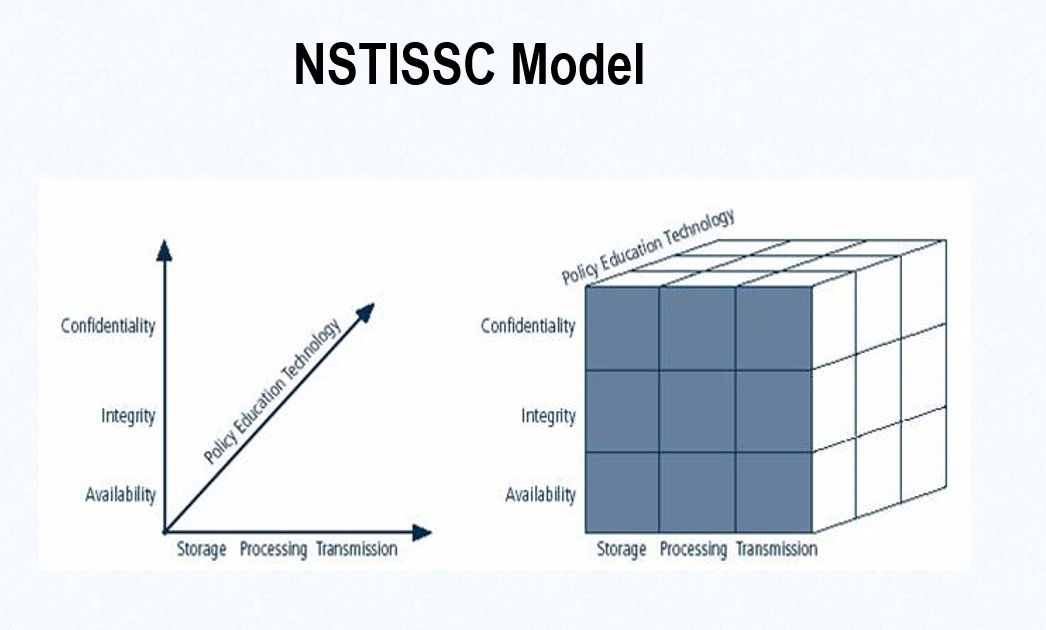 NSTISSC Model
Confidentiality
Integrity
Availability
Policy Education Technology
Storage Processing Transmission
Policy Education Technology
Confidentiality
Integrity
Availability
Storage Processing Transmission